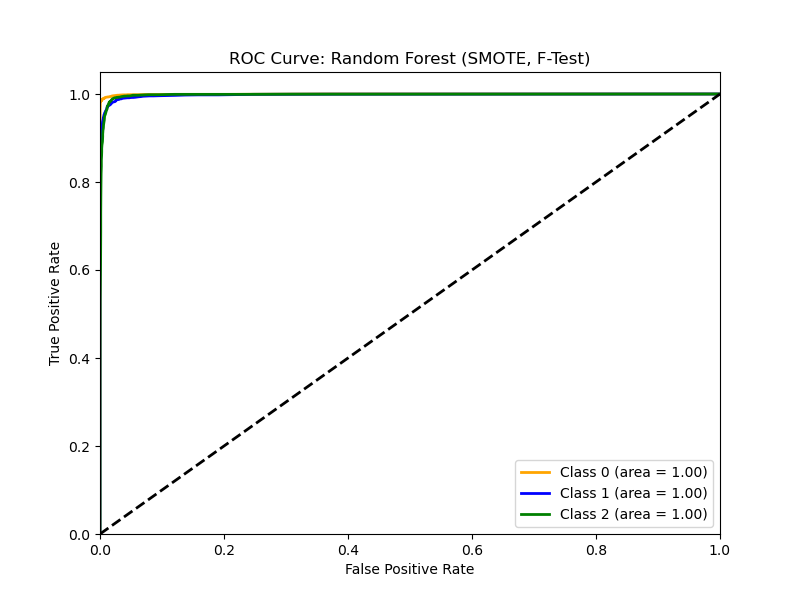 ROC Curve: Random Forest (SMOTE, F-Test)
True Positive Rate
1.0
0.8
0.6
0.4
0.2
0.0
0.0 0.2 0.4 0.6 0.8 1.0
False Positive Rate
Class 0 (area = 1.00)
Class 1 (area = 1.00)
Class 2 (area = 1.00)